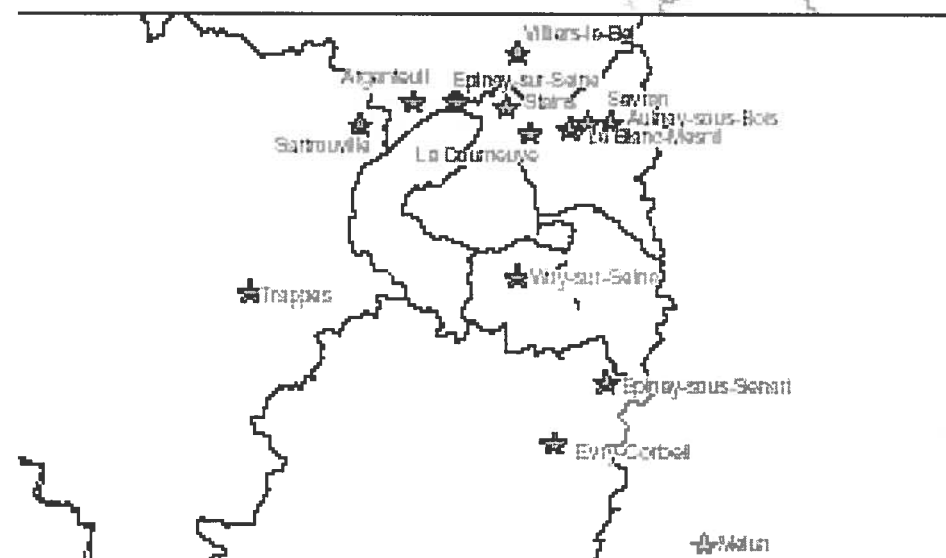 Villiers-le-Bel
Argenteuil
Epinay-sur-Seine
Stains
Sevran
Aulnay-sous-Bois
Le Blanc-Mesnil
Sartrouville
La Courneuve
Vitry-sur-Seine
Trappes
Epinay-sous-Senart
Evry-Corbeil
Melun